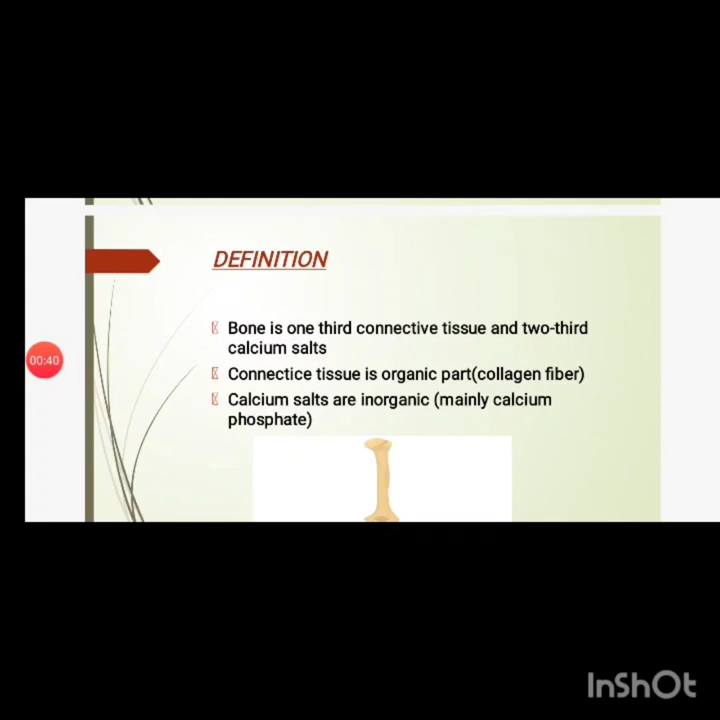 DEFINITION
Bone is one third connective tissue and two-third
calcium salts
Connectice tissue is organic part(collagen fiber)
Calcium salts are inorganic (mainly calcium
phosphate)
00:40
InShOt